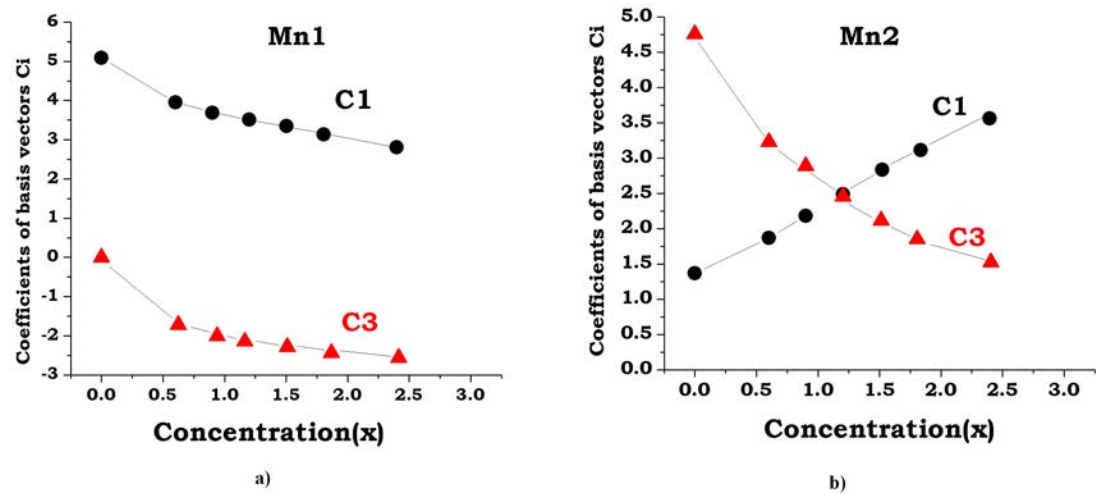 Mn1
Coefficients of basis vectors Ci
6
5
4
3
2
1
0
-1
-2
-3
C1
C3
0.0 0.5 1.0 1.5 2.0 2.5 3.0
Concentration(x)
a)
Mn2
Coefficients of basis vectors Ci
5.0
4.5
4.0
3.5
3.0
2.5
2.0
1.5
1.0
0.5
0.0
C1
C3
0.0 0.5 1.0 1.5 2.0 2.5 3.0
Concentration(x)
b)